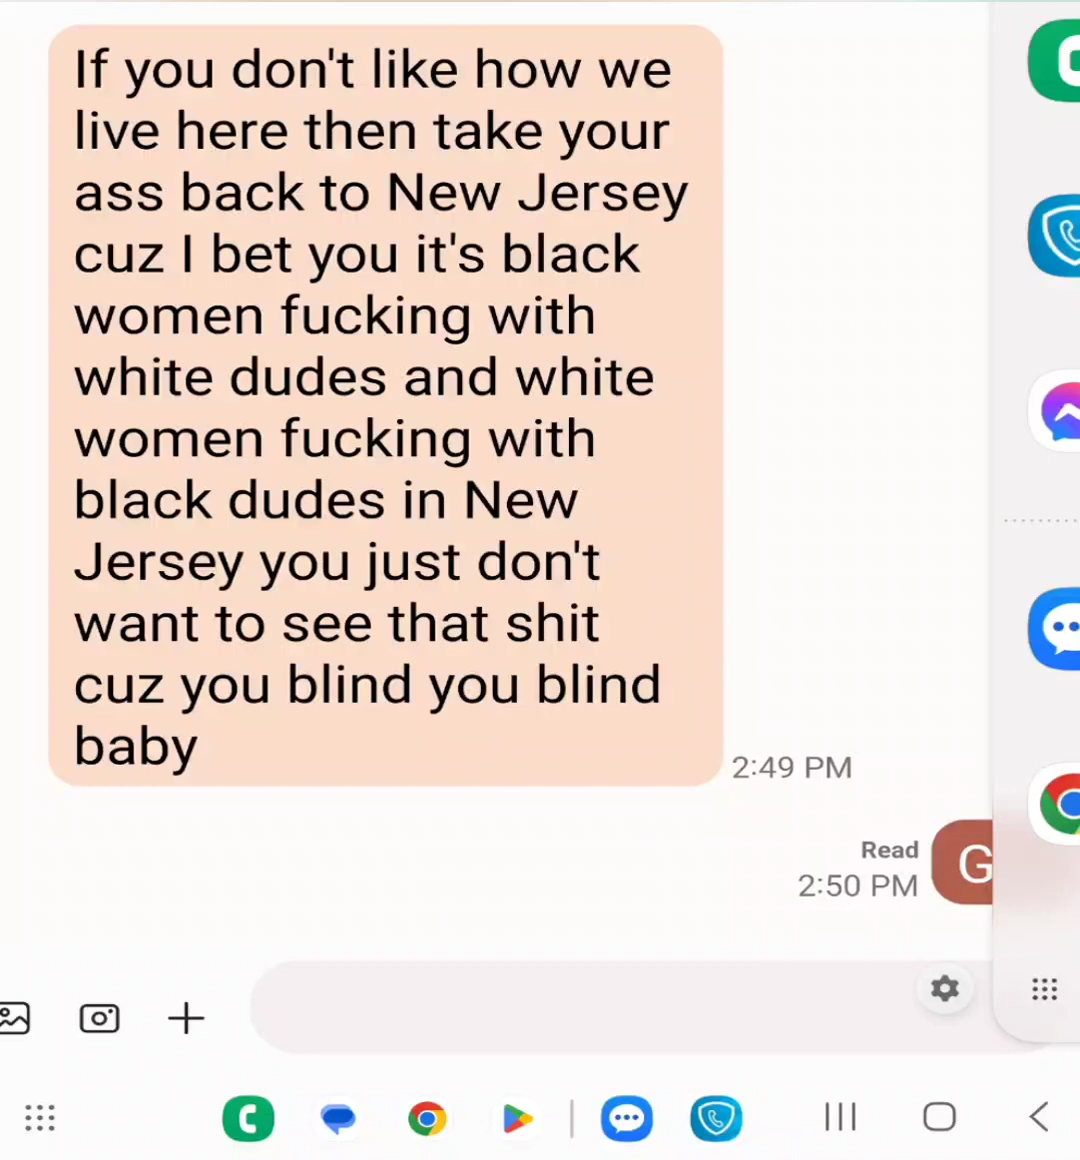 If you don't like how we
live here then take your
ass back to New Jersey
cuz I bet you it's black
women fucking with
white dudes and white
women fucking with
black dudes in New
Jersey you just don't
want to see that shit
cuz you blind you blind
baby
2:49 PM
Read
2:50 PM
G